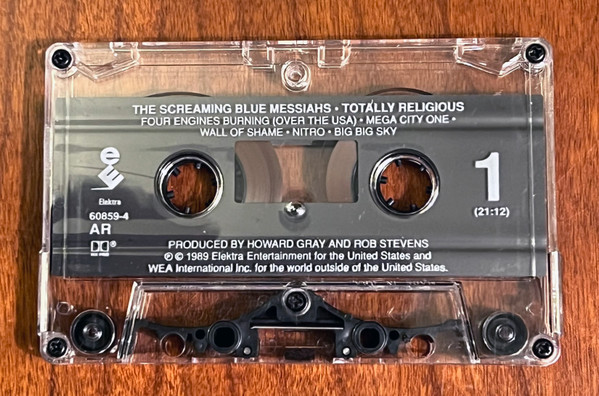 THE SCREAMING BLUE MESSIAHS • TOTALLY RELIGIOUS
FOUR ENGINES BURNING (OVER THE USA) • MEGA CITY ONE •
WALL OF SHAME • NITRO • BIG BIG SKY
e
Elektra
60859-4
AR
1
(21:12)
PRODUCED BY HOWARD GRAY AND ROB STEVENS
℗ © 1989 Elektra Entertainment for the United States and
WEA International Inc. for the world outside of the United States.